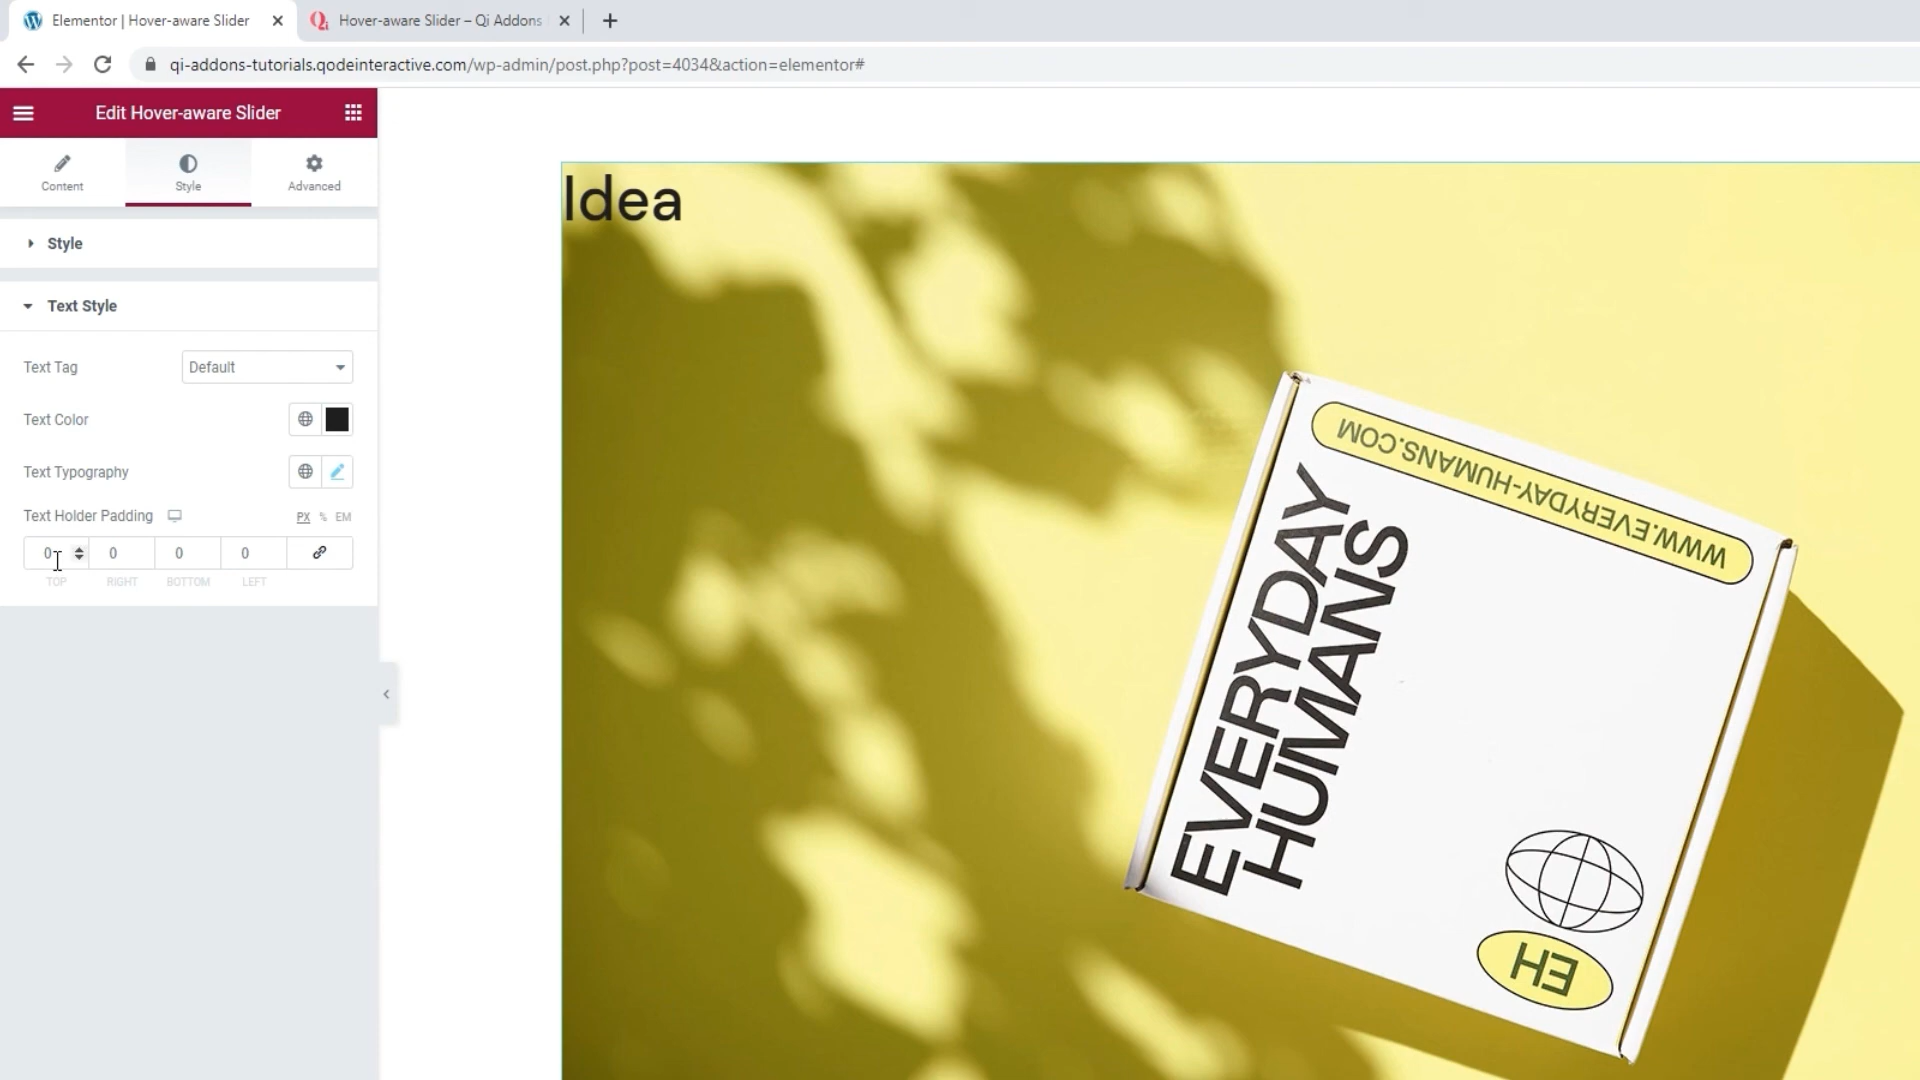 Elementor | Hover-aware Slider
Hover-aware Slider – Qi Addons
qi-addons-tutorials.qodeinteractive.com/wp-admin/post.php?post=4034&action=elementor#
Edit Hover-aware Slider
Content
Style
Advanced
Style
Text Style
Text Tag
Default
Text Color
Text Typography
Text Holder Padding
PX % EM
0 0 0 0
TOP RIGHT BOTTOM LEFT
Idea
WWW.EVERYDAY-HUMANS.COM
EVERYDAY
HUMANS
EH